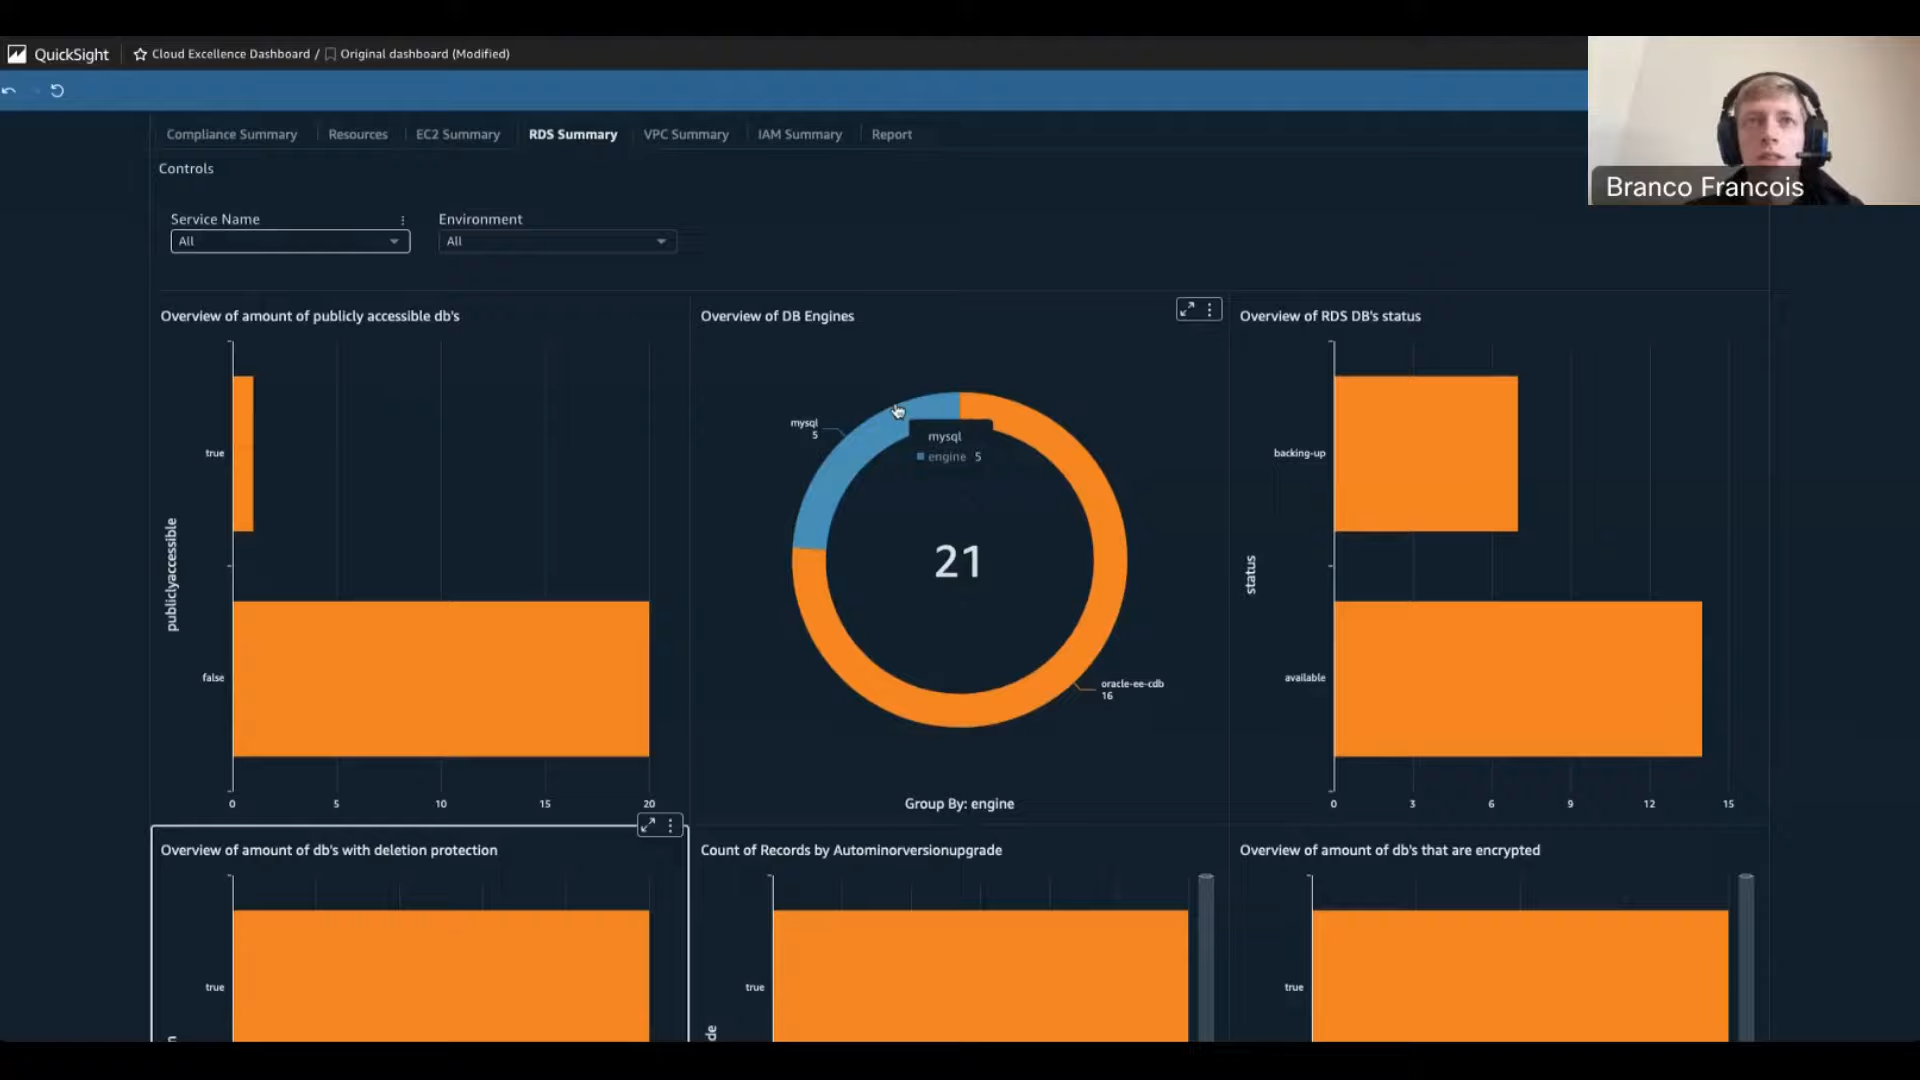 QuickSight
Cloud Excellence Dashboard / Original dashboard (Modified)
Branco Francois
Compliance Summary
Resources
EC2 Summary
RDS Summary
VPC Summary
IAM Summary
Report
Controls
Service Name
All
Environment
All
Overview of amount of publicly accessible db's
publiclyaccessible
true
false
0 5 10 15 20
Overview of DB Engines
mysql
5
mysql
engine 5
21
oracle-ee-cdb
16
Group By: engine
Overview of RDS DB's status
status
backing-up
available
0 3 6 9 12 15
Overview of amount of db's with deletion protection
true
n
Count of Records by Autominorversionupgrade
true
de
Overview of amount of db's that are encrypted
true